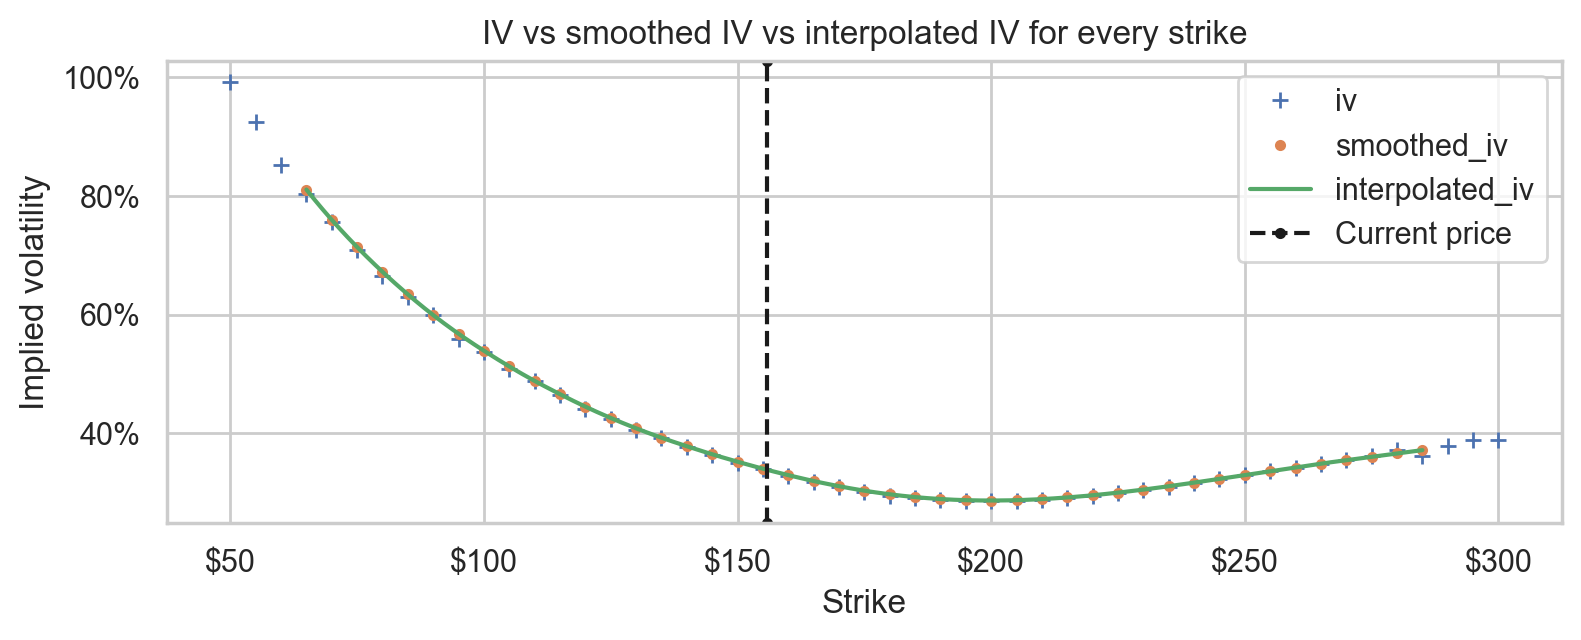 IV vs smoothed IV vs interpolated IV for every strike
100%
80%
60%
40%
Implied volatility
iv
smoothed_iv
interpolated_iv
Current price
$50 $100 $150 $200 $250 $300
Strike